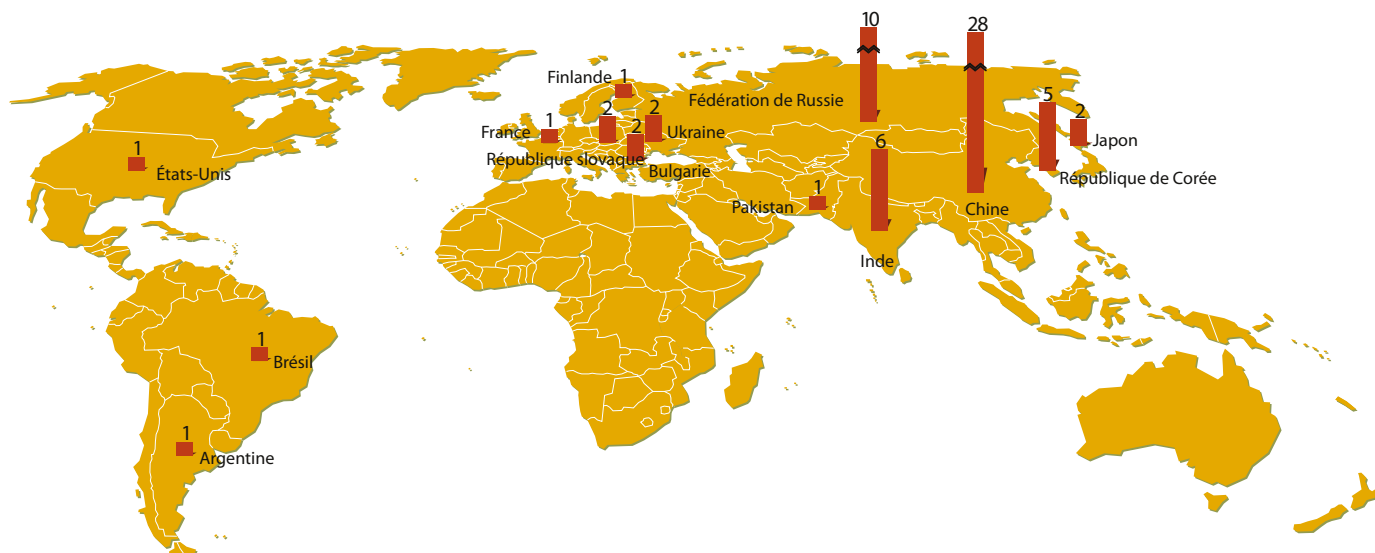 10
28
Finlande 1
Fédération de Russie
5
2
Japon
France 1
2
2
2
Ukraine
République slovaque
Bulgarie
6
1
États-Unis
République de Corée
Pakistan 1
Chine
Inde
1
Brésil
1
Argentine